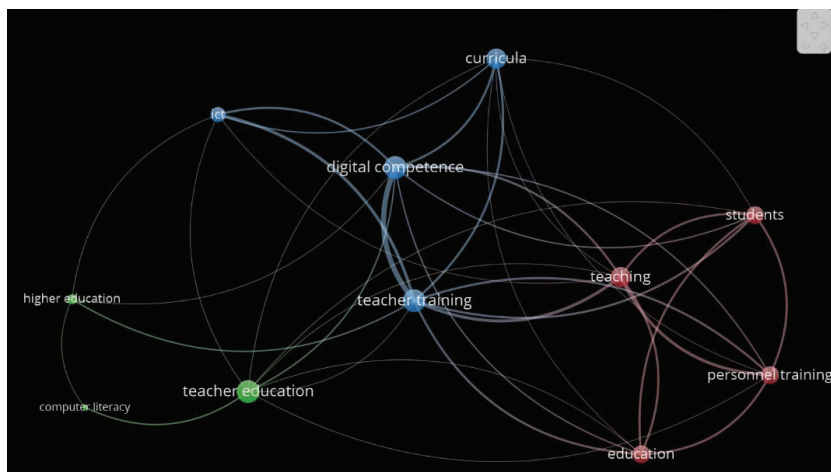 curricula
ict
digital competence
students
teaching
higher education
teacher training
personnel training
teacher education
computer literacy
education